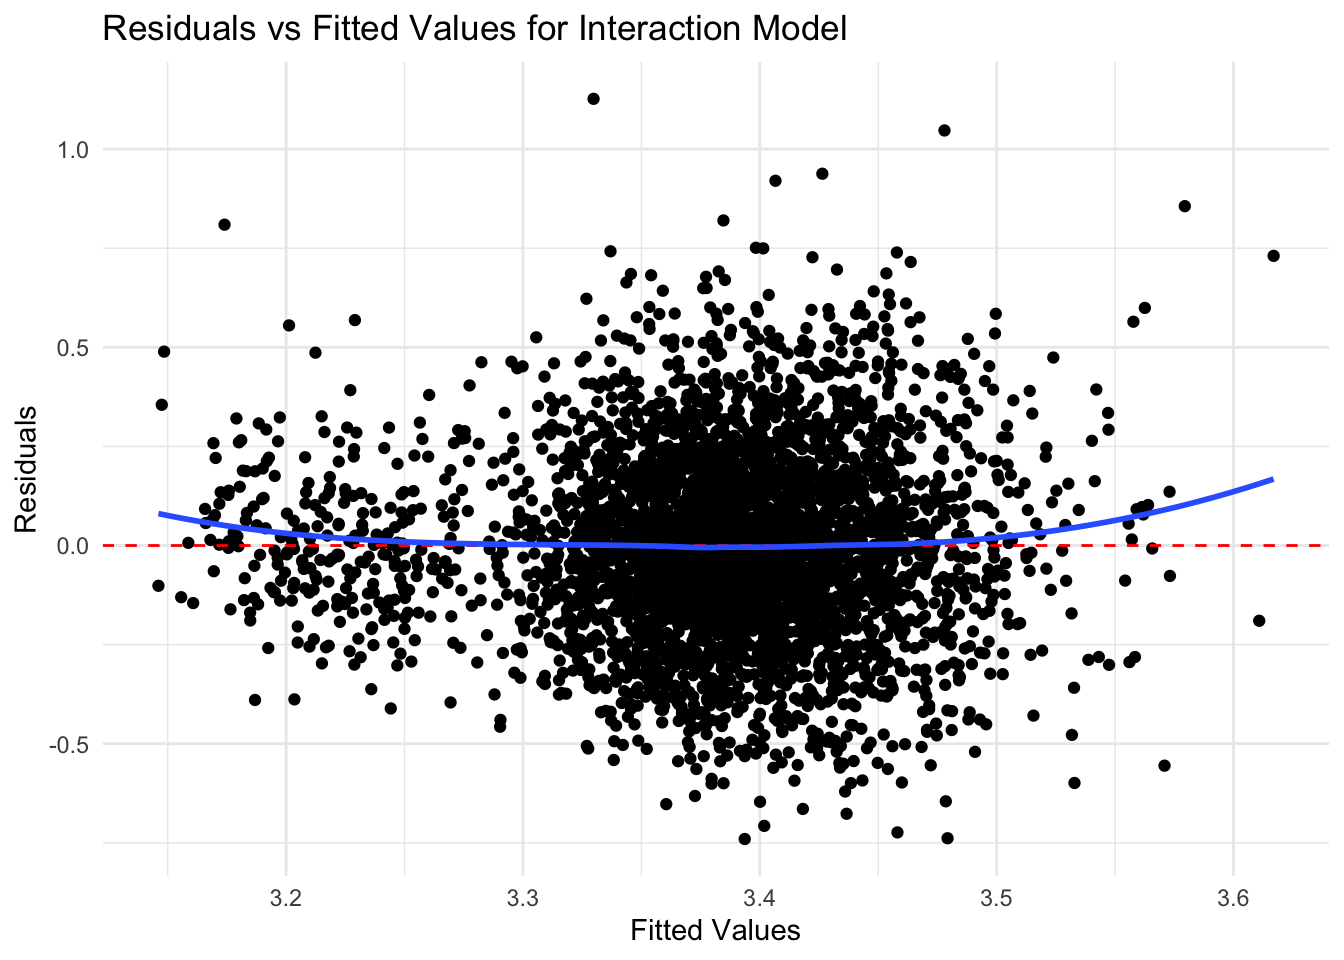 Residuals vs Fitted Values for Interaction Model
1.0
0.5
0.0
-0.5
Residuals
3.2 3.3 3.4 3.5 3.6
Fitted Values